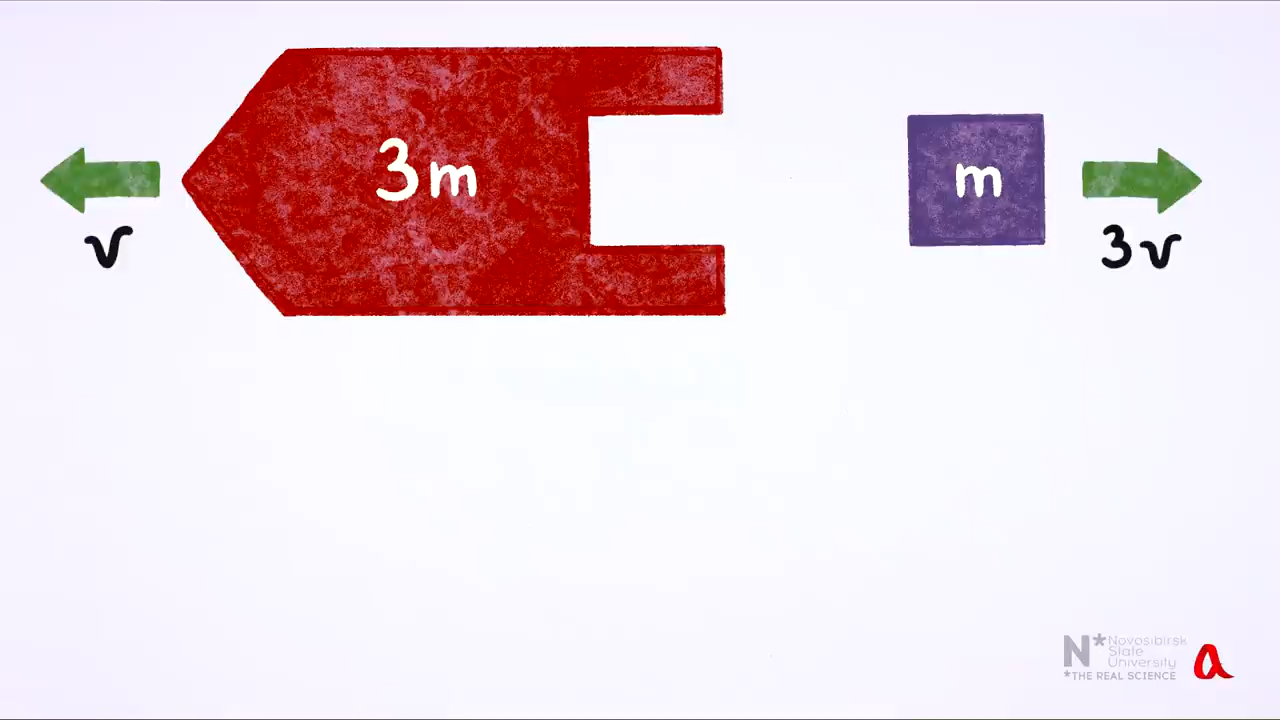 3m
m
v
3v
N* Novosibirsk
State
University
*THE REAL SCIENCE
a